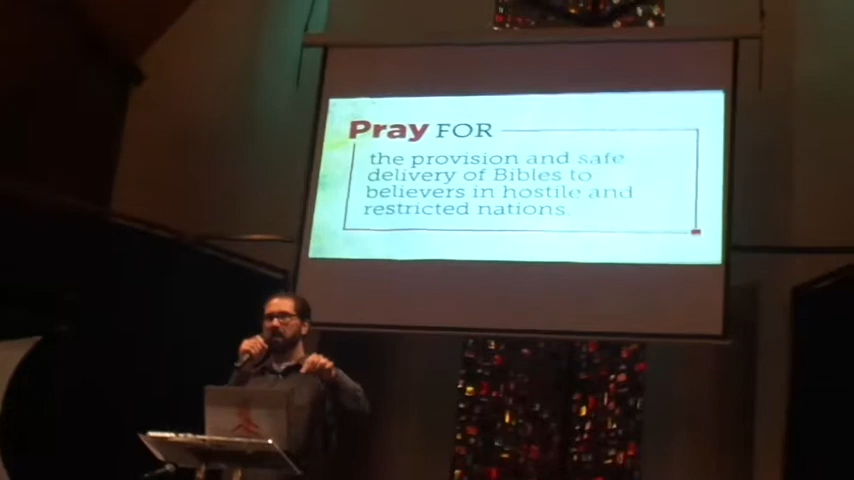 Pray FOR
the provision and safe
delivery of Bibles to
believers in hostile and
restricted nations.